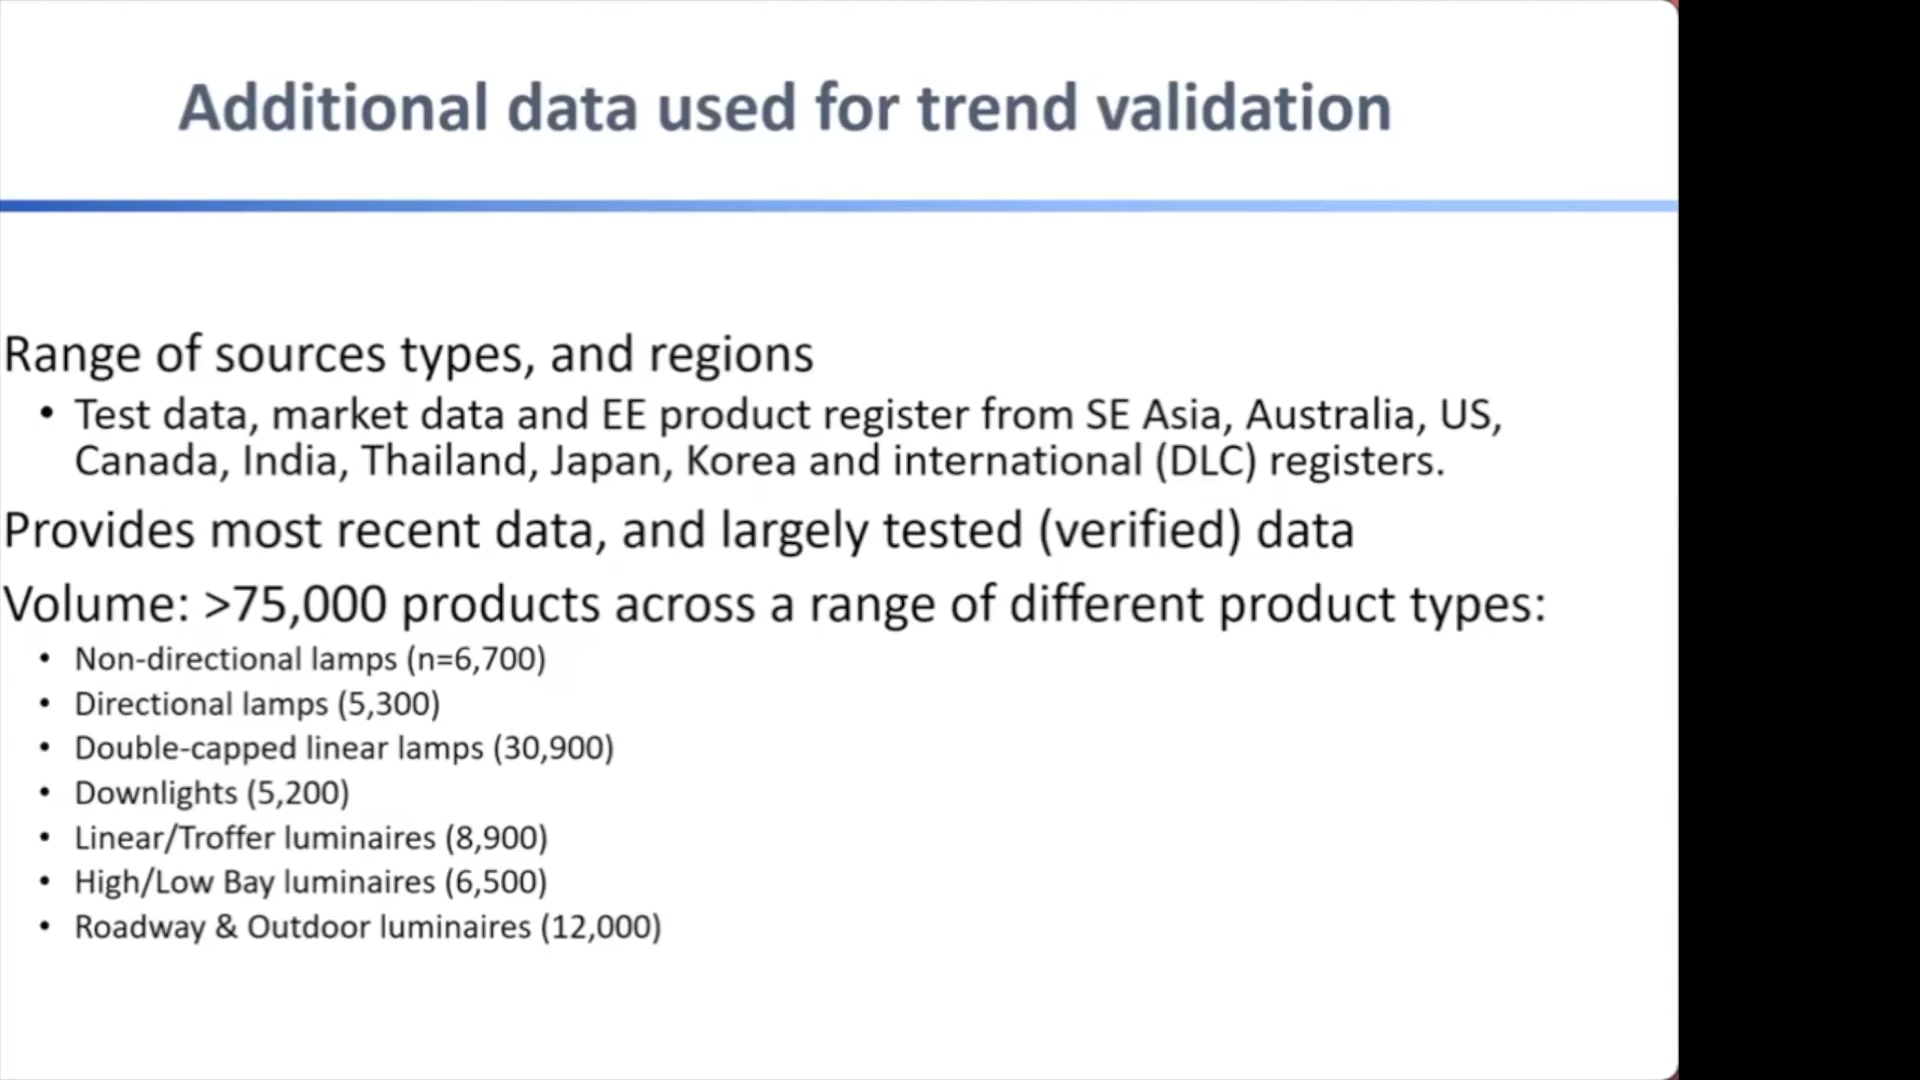 Additional data used for trend validation
Range of sources types, and regions
• Test data, market data and EE product register from SE Asia, Australia, US,
Canada, India, Thailand, Japan, Korea and international (DLC) registers.
Provides most recent data, and largely tested (verified) data
Volume: >75,000 products across a range of different product types:
• Non-directional lamps (n=6,700)
• Directional lamps (5,300)
• Double-capped linear lamps (30,900)
• Downlights (5,200)
• Linear/Troffer luminaires (8,900)
• High/Low Bay luminaires (6,500)
• Roadway & Outdoor luminaires (12,000)